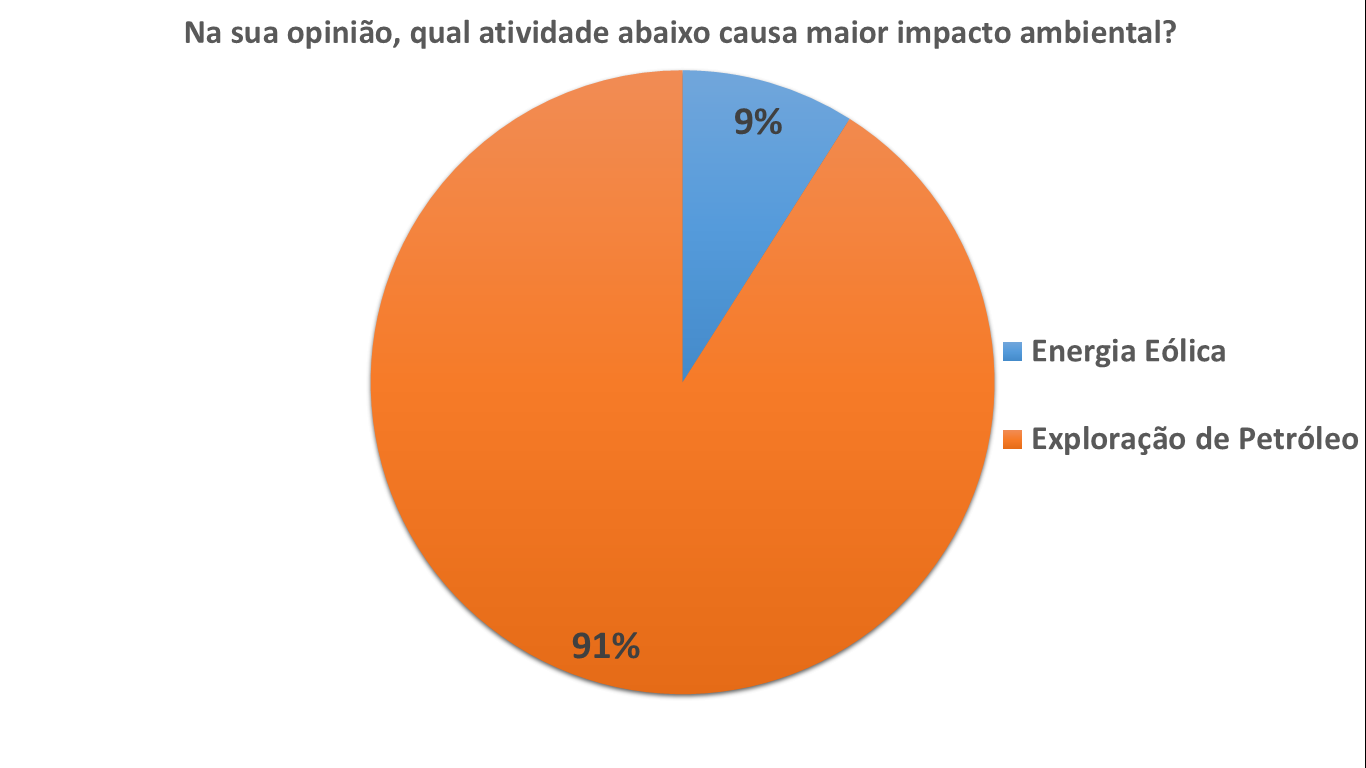 Na sua opinião, qual atividade abaixo causa maior impacto ambiental?
9%
Energia Eólica
Exploração de Petróleo
91%